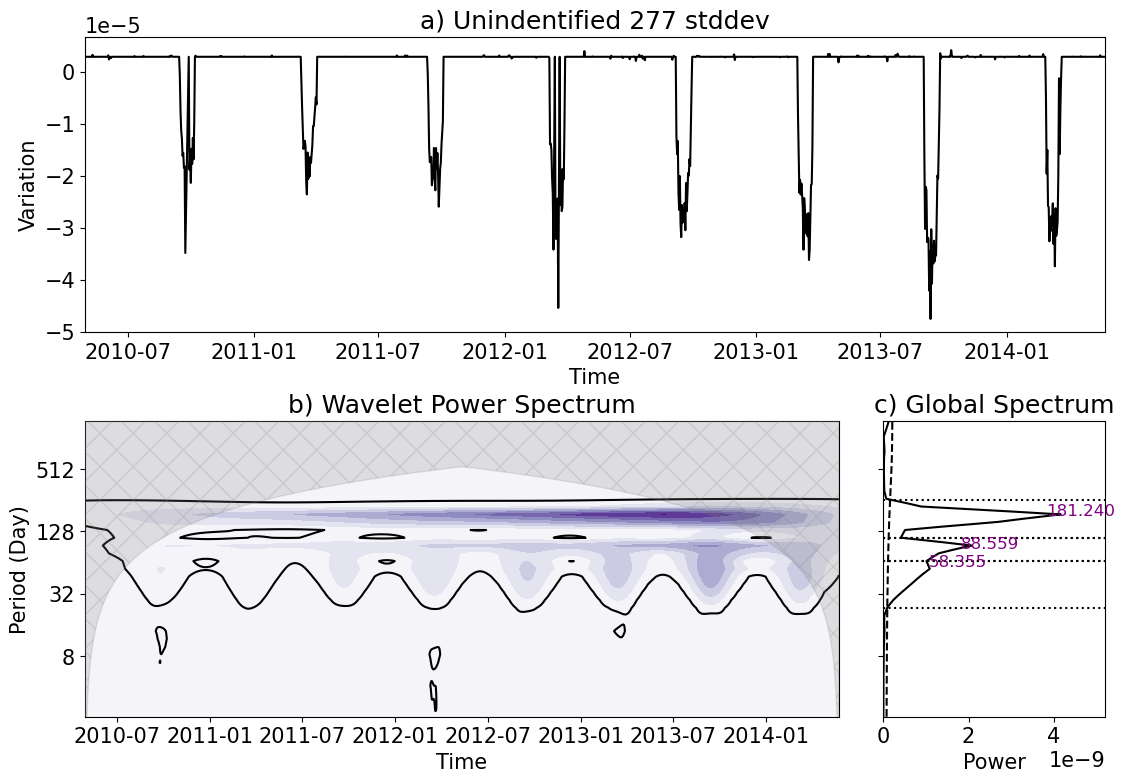 a) Unindentified 277 stddev
1e−5
0
−1
−2
−3
−4
−5
Variation
2010-07 2011-01 2011-07 2012-01 2012-07 2013-01 2013-07 2014-01
Time
b) Wavelet Power Spectrum
c) Global Spectrum
512
128
32
8
Period (Day)
181.240
88.559
58.355
2010-07 2011-01 2011-07 2012-01 2012-07 2013-01 2013-07 2014-01
Time
0 2 4
Power 1e−9